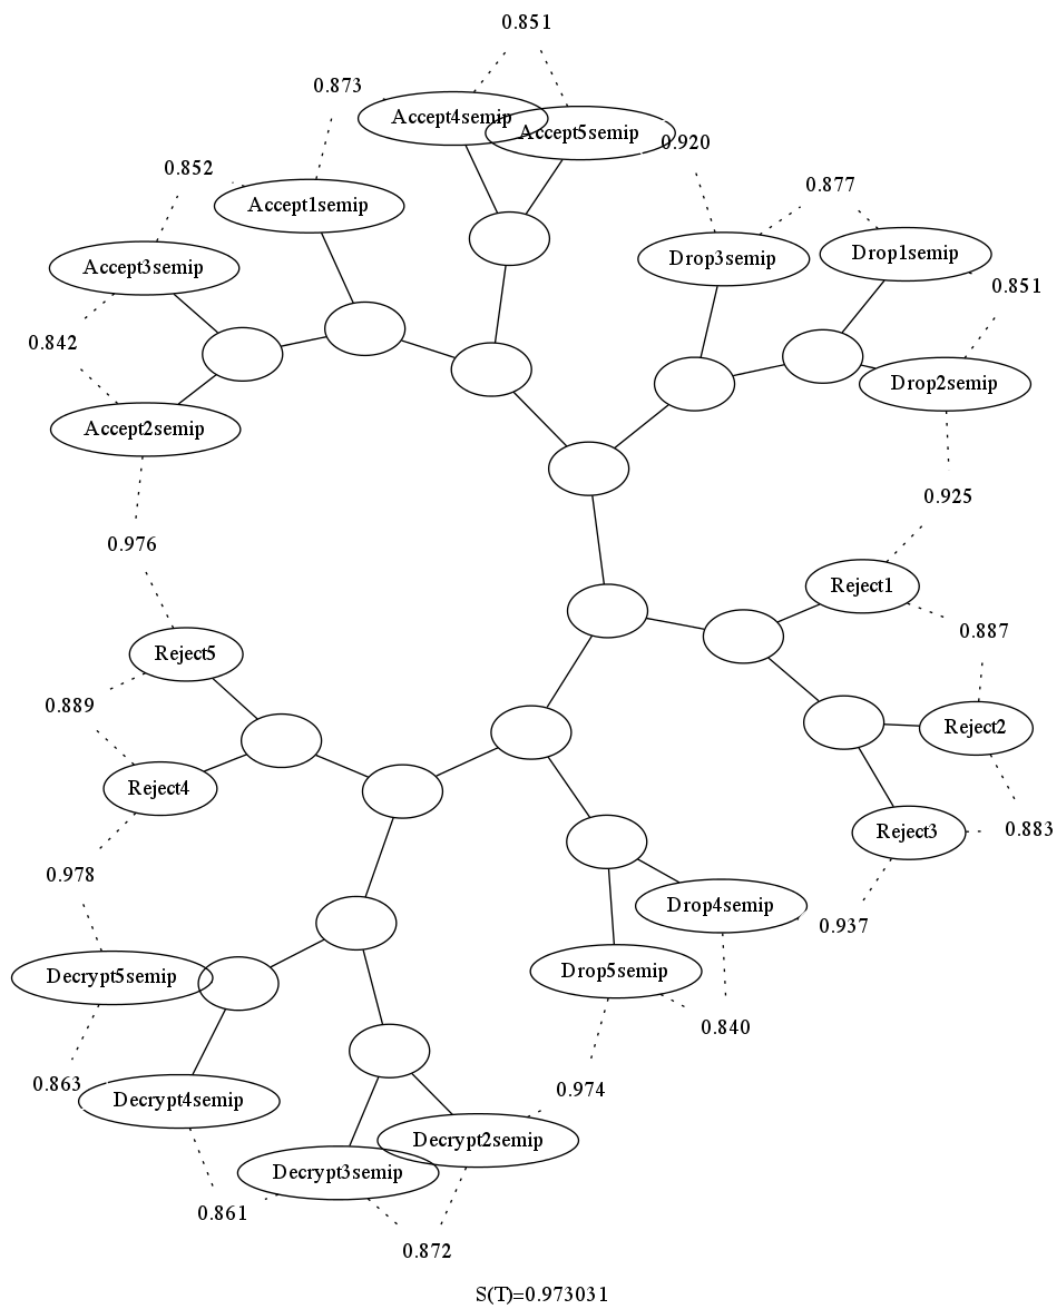 0.851
0.873
Accept4semip
Accept5semip
0.920
0.852
0.877
Accept1semip
Drop3semip
Drop1semip
Accept3semip
0.851
0.842
Drop2semip
Accept2semip
0.925
0.976
Reject1
0.887
Reject5
0.889
Reject2
Reject4
0.883
Reject3
0.978
Drop4semip
0.937
Decrypt5semip
Drop5semip
0.840
0.863
0.974
Decrypt4semip
Decrypt2semip
Decrypt3semip
0.861
0.872
S(T)=0.973031